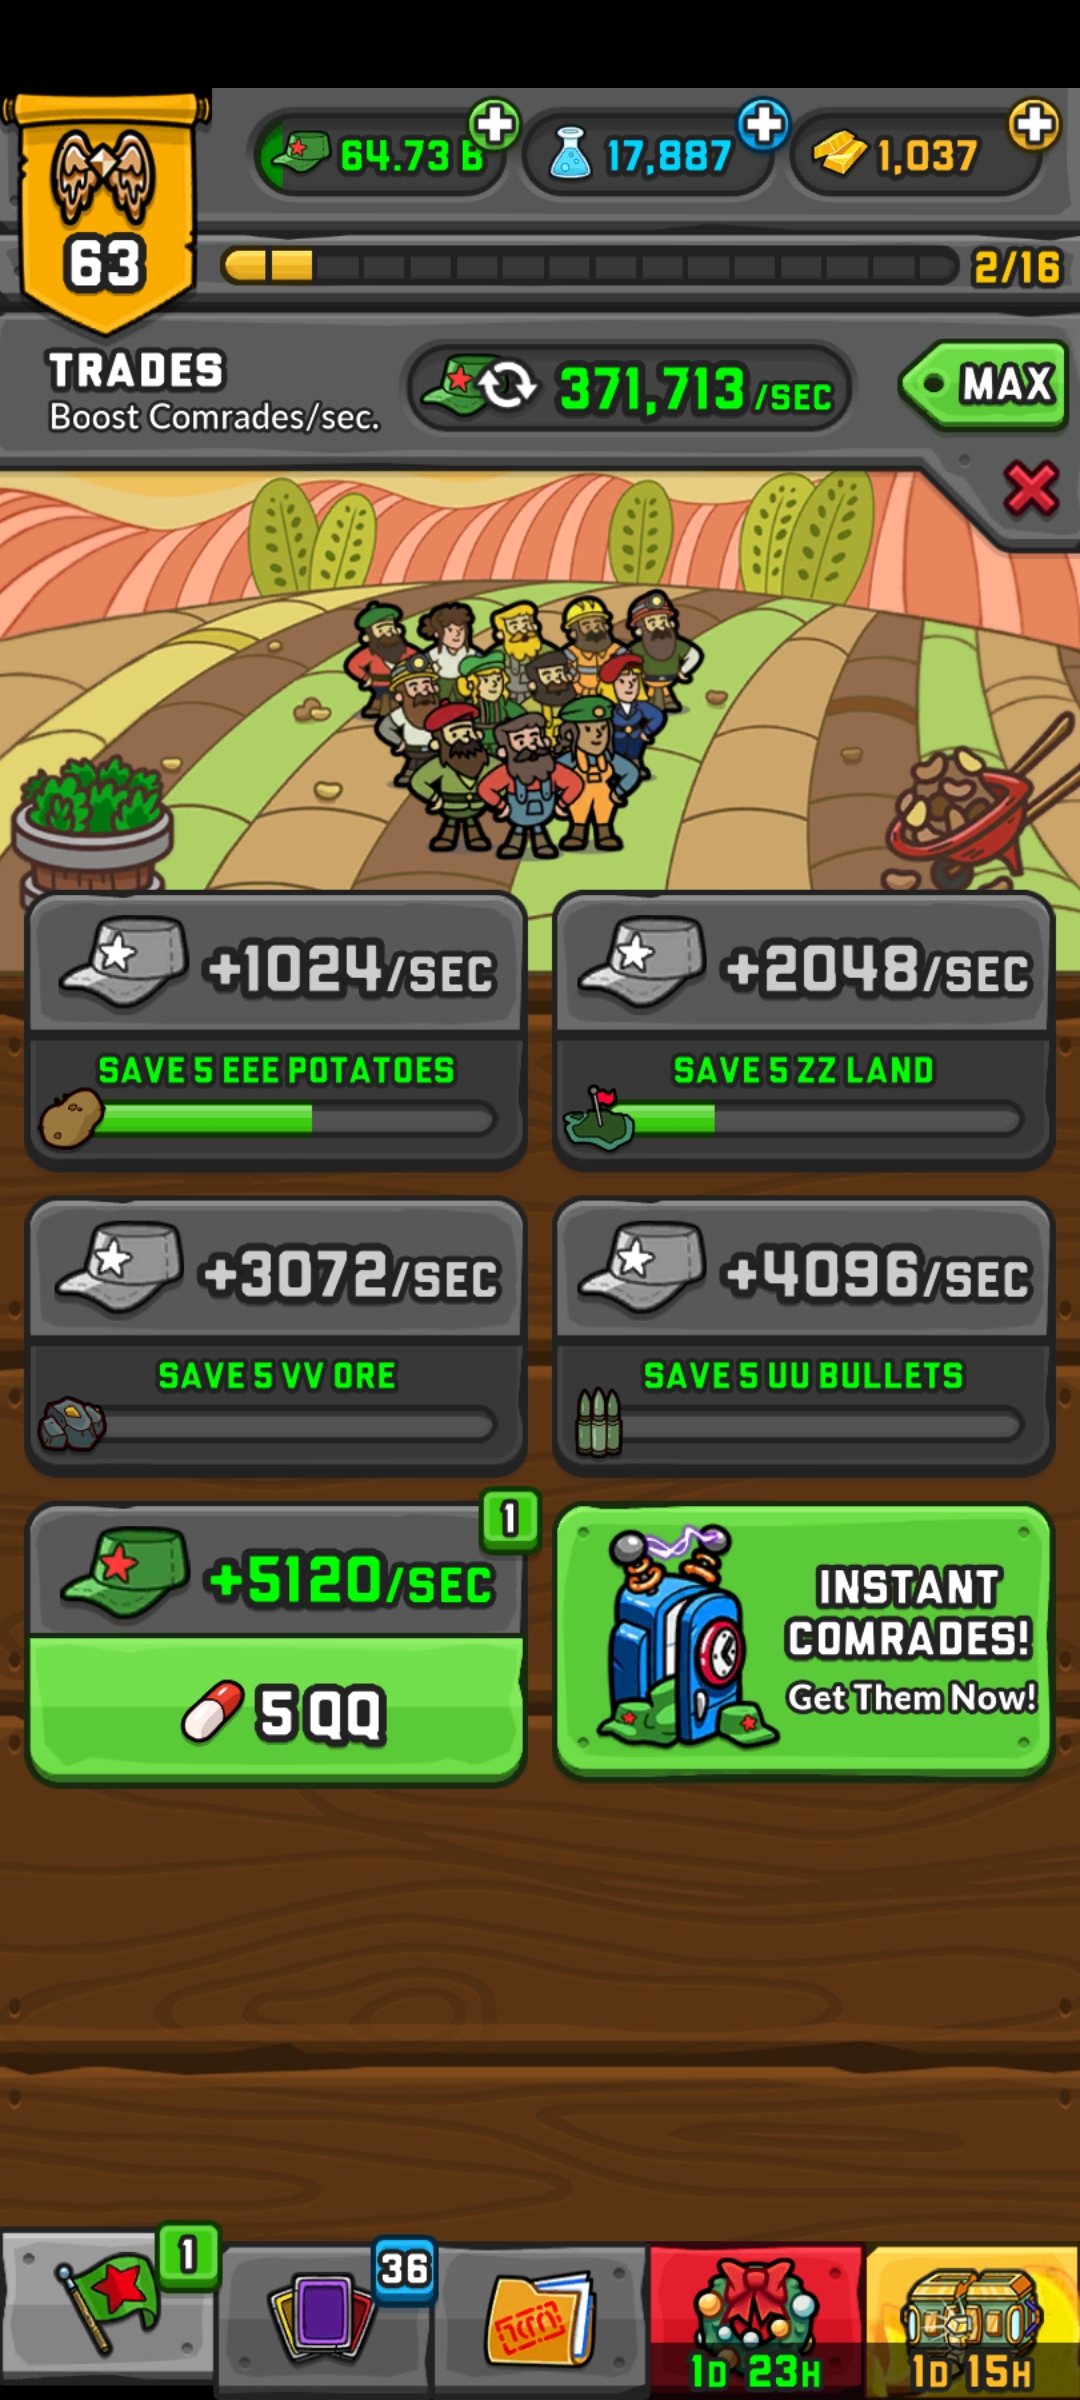 64.73 B
17,887
1,037
63
2/16
TRADES
Boost Comrades/sec.
371,713/SEC
MAX
+1024/SEC
+2048/SEC
SAVE 5 EEE POTATOES
SAVE 5 ZZ LAND
+3072/SEC
+4096/SEC
SAVE 5 VV ORE
SAVE 5 UU BULLETS
1
+5120/SEC
5 QQ
INSTANT
COMRADES!
Get Them Now!
1
36
1D 23H
1D 15H